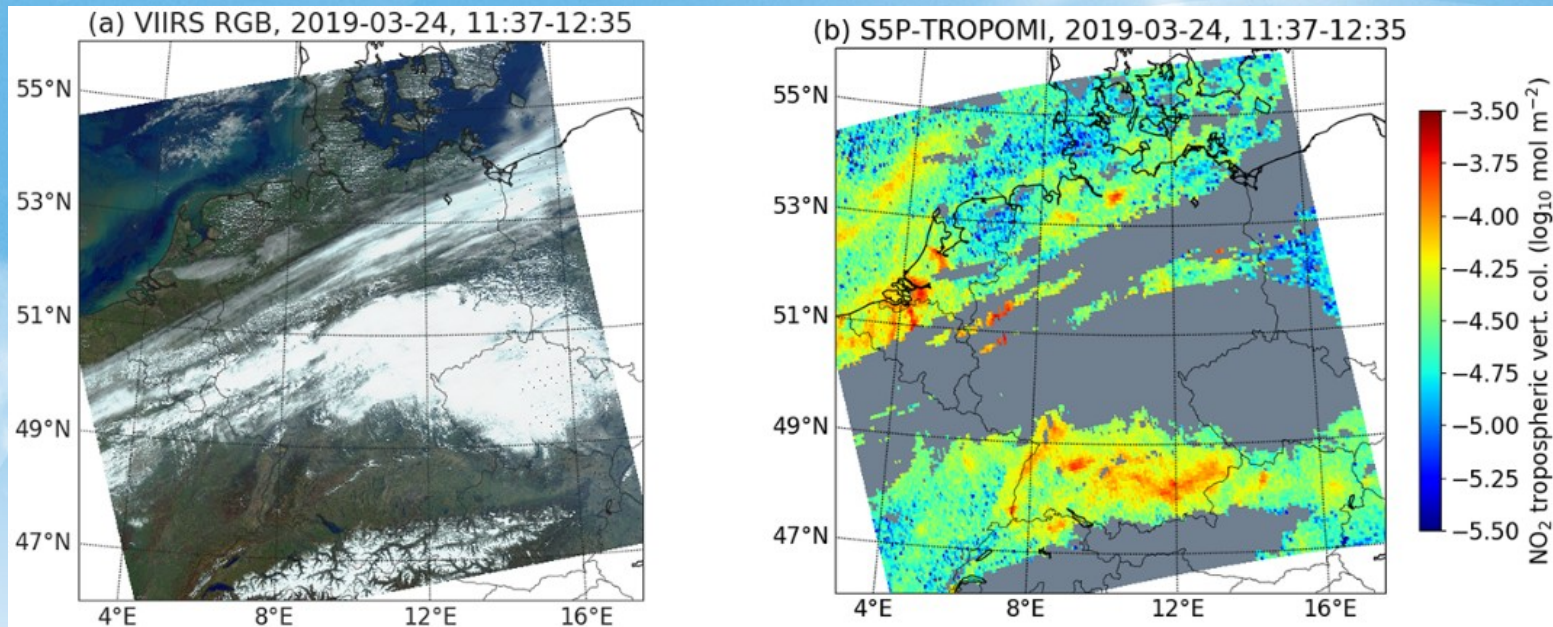 (a) VIIRS RGB, 2019-03-24, 11:37-12:35
55°N
53°N
51°N
49°N
47°N
4°E 8°E 12°E 16°E
(b) S5P-TROPOMI, 2019-03-24, 11:37-12:35
55°N
53°N
51°N
49°N
47°N
4°E 8°E 12°E 16°E
−3.50
−3.75
−4.00
−4.25
−4.50
−4.75
−5.00
−5.25
−5.50
NO₂ tropospheric vert. col. (log₁₀ mol m⁻²)